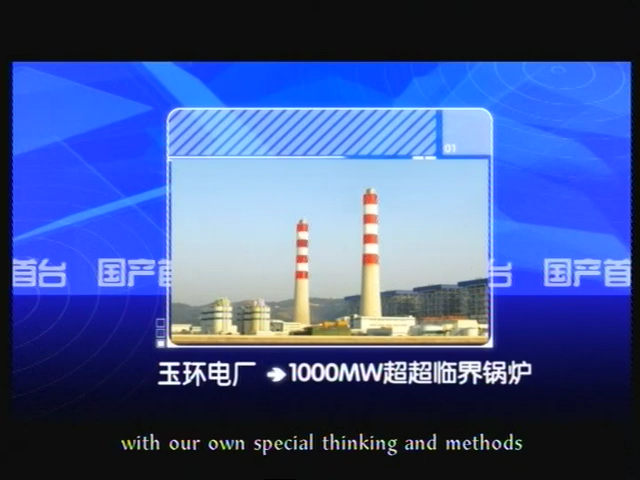 01
首台 国产首台 国产首
玉环电厂 ➔1000MW超超临界锅炉
with our own special thinking and methods